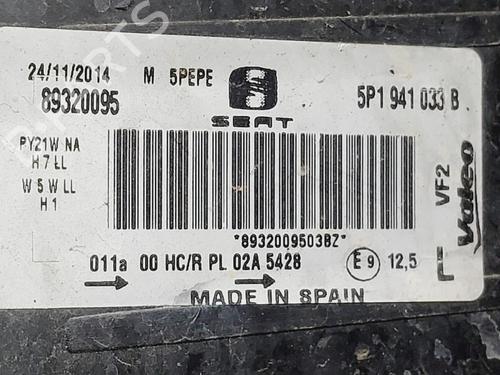 24/11/2014 M 5PEPE
89320095
SEAT
5P1 941 033 B
PY21W NA
H 7 LL
W 5 W LL
H 1
*8932009503BZ*
VF2
Valeo
011a 00 HC/R PL 02A 5428
E 9 12,5
MADE IN SPAIN